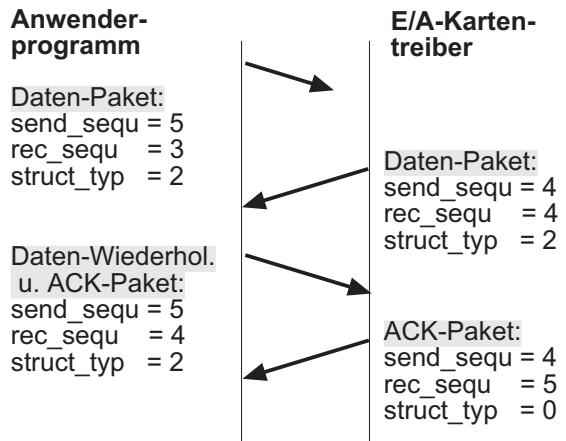 Anwender-
programm
Daten-Paket:
send_sequ = 5
rec_sequ = 3
struct_typ = 2
Daten-Wiederhol.
u. ACK-Paket:
send_sequ = 5
rec_sequ = 4
struct_typ = 2
E/A-Karten-
treiber
Daten-Paket:
send_sequ = 4
rec_sequ = 4
struct_typ = 2
ACK-Paket:
send_sequ = 4
rec_sequ = 5
struct_typ = 0